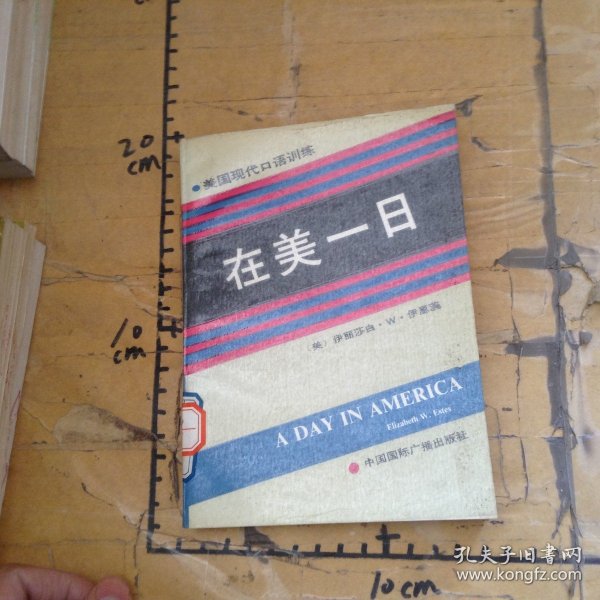 20
cm
美国现代口语训练
在美一日
10
cm
(美)伊丽莎白·W·伊思
A DAY IN AMERICA
Elizabeth W. Estes
中国国际广播出版社
10cm
孔夫子旧书网
www.kongfz.com